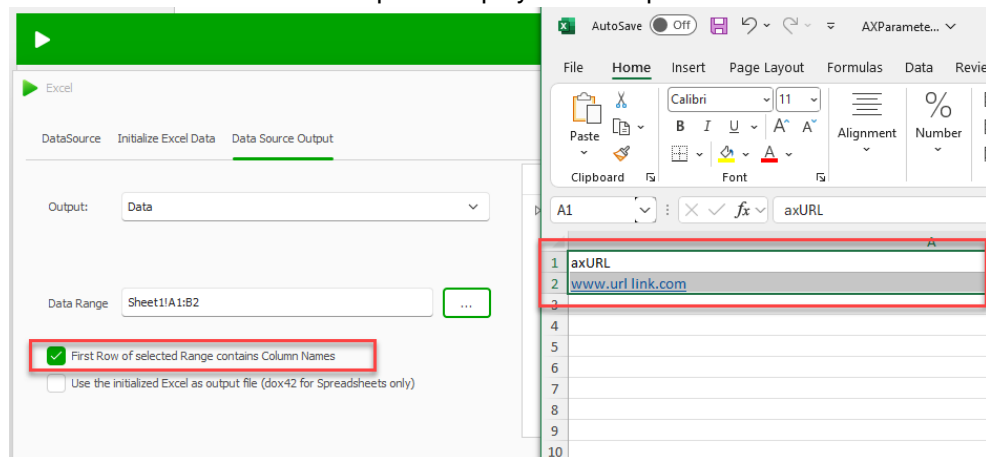 Excel
DataSource Initialize Excel Data Data Source Output
Output: Data
Data Range Sheet1!A1:B2 ...
First Row of selected Range contains Column Names
Use the initialized Excel as output file (dox42 for Spreadsheets only)
AutoSave Off AXParamete...
File Home Insert Page Layout Formulas Data Revie
Paste
Calibri 11
B I U A A
Alignment
%
Number
Clipboard Font
A1 fx axURL
A
1 axURL
2 www.url link.com
3
4
5
6
7
8
9
10